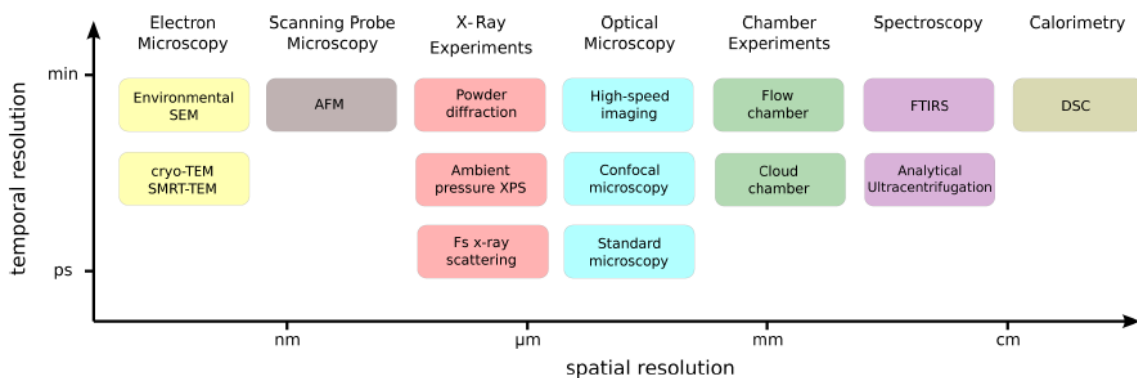 Electron
Microscopy
Scanning Probe
Microscopy
X-Ray
Experiments
Optical
Microscopy
Chamber
Experiments
Spectroscopy
Calorimetry
temporal resolution
min
ps
Environmental
SEM
AFM
Powder
diffraction
High-speed
imaging
Flow
chamber
FTIRS
DSC
cryo-TEM
SMRT-TEM
Ambient
pressure XPS
Confocal
microscopy
Cloud
chamber
Analytical
Ultracentrifugation
Fs x-ray
scattering
Standard
microscopy
nm
μm
mm
cm
spatial resolution